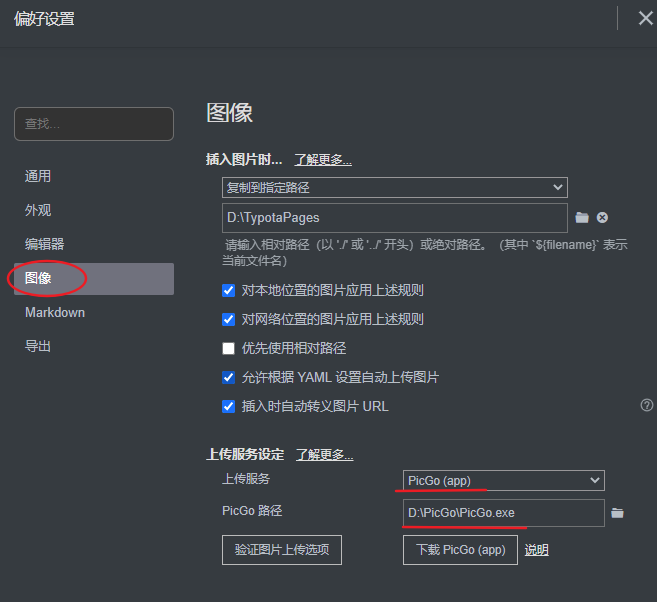 偏好设置
查找...
通用
外观
编辑器
图像
Markdown
导出
图像
插入图片时... 了解更多...
复制到指定路径
D:\TypotaPages
请输入相对路径（以 './' 或 '../' 开头）或绝对路径。（其中 `${filename}` 表示
当前文件名）
对本地位置的图片应用上述规则
对网络位置的图片应用上述规则
优先使用相对路径
允许根据 YAML 设置自动上传图片
插入时自动转义图片 URL
上传服务设定 了解更多...
上传服务 PicGo (app)
PicGo 路径 D:\PicGo\PicGo.exe
验证图片上传选项 下载 PicGo (app) 说明